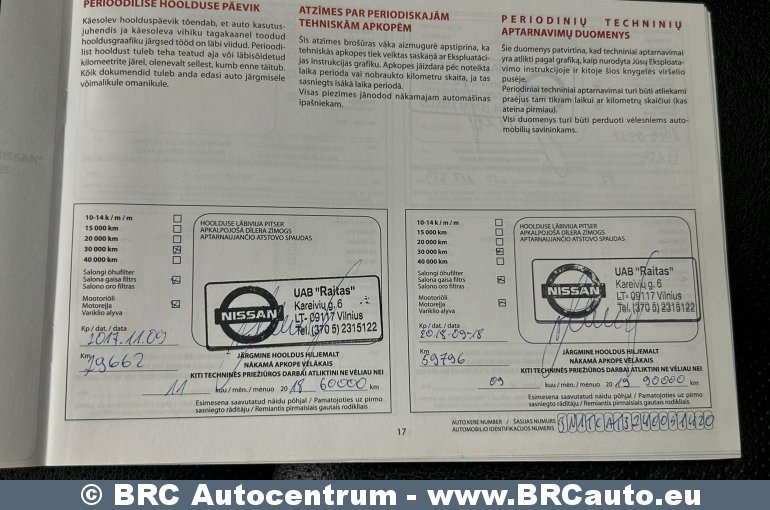 PERIOODILISE HOOLDUSE PÄEVIK
Käesolev hoolduspäevik tõendab, et auto kasutus-
juhendis ja käesoleva vihiku tagakaanel toodud
hooldusgraafiku järgsed tööd on läbi viidud. Perioodi-
list hooldust tuleb teha teatud aja või läbisõidetud
kilomeetrite järel, olenevalt sellest, kumb enne täitub.
Kõik dokumendid tuleb anda edasi auto järgmisele
võimalikule omanikule.
ATZĪMES PAR PERIODISKAJĀM
TEHNISKĀM APKOPĒM
Šis atzīmes brošūras vāka aizmugurē apstiprina, ka
tehniskās apkopes tiek veiktas saskaņā ar Ekspluatāci-
jas instrukcijas grafiku. Apkopes jāizdara pēc noteikta
laika perioda vai nobraukto kilometru skaita, ja tas
sasniegts īsākā laika periodā.
Visas piezīmes jānodod nākamajam automašīnas
īpašniekam.
PERIODINIŲ TECHNINIŲ
APTARNAVIMŲ DUOMENYS
Šie duomenys patvirtina, kad techniniai aptarnavimai
yra atlikti pagal grafiką, kaip nurodyta Jūsų Eksploata-
vimo instrukcijoje ir kitoje šios knygelės viršelio
pusėje.
Periodiniai techniniai aptarnavimai turi būti atliekami
praėjus tam tikram laikui ar kilometrų skaičiui (kas
ateina pirmiau).
Visi duomenys turi būti perduoti vėlesniems auto-
mobilių savininkams.
10-14 k / m / m
15 000 km
20 000 km
30 000 km
40 000 km
Salongi õhufilter
Salona gaisa filtrs
Salono oro filtras
Mootoriõli
Motoreļļa
Variklio alyva
Kp / dat. / data
2017.11.09
Km
29662
HOOLDUSE LÄBIVIIJA PITSER
APKALPOJOŠĀ DĪLERA ZĪMOGS
APTARNAUJANČIO ATSTOVO SPAUDAS
NISSAN
UAB "Raitas"
Kareivių g. 6
LT- 09117 Vilnius
Tel. (370 5) 2315122
JÄRGMINE HOOLDUS HILJEMALT
NĀKAMĀ APKOPE VĒLĀKAIS
KITI TECHNINĖS PRIEŽIŪROS DARBAI ATLIKTINI NE VĖLIAU NEI
11 kuu / mēn. / mėnuo 20 18 60000 km
Esimesena saavutatud näidu põhjal / Pamatojoties uz pirmo
sasniegto rādītāju / Remiantis pirmaisiais gautais rodikliais
10-14 k / m / m
15 000 km
20 000 km
30 000 km
40 000 km
Salongi õhufilter
Salona gaisa filtrs
Salono oro filtras
Mootoriõli
Motoreļļa
Variklio alyva
Kp / dat. / data
2018-09-18
Km
59796
HOOLDUSE LÄBIVIIJA PITSER
APKALPOJOŠĀ DĪLERA ZĪMOGS
APTARNAUJANČIO ATSTOVO SPAUDAS
NISSAN
UAB "Raitas"
Kareivių g. 6
LT- 09117 Vilnius
Tel. (370 5) 2315122
JÄRGMINE HOOLDUS HILJEMALT
NĀKAMĀ APKOPE VĒLĀKAIS
KITI TECHNINĖS PRIEŽIŪROS DARBAI ATLIKTINI NE VĖLIAU NEI
09 kuu / mēn. / mėnuo 20 19 90000 km
Esimesena saavutatud näidu põhjal / Pamatojoties uz pirmo
sasniegto rādītāju / Remiantis pirmaisiais gautais rodikliais
17
AUTO KERE NUMBER / ŠASIJAS NUMURS
AUTOMOBILIO IDENTIFIKACIJOS NUMERIS
© BRC Autocentrum - www.BRCauto.eu